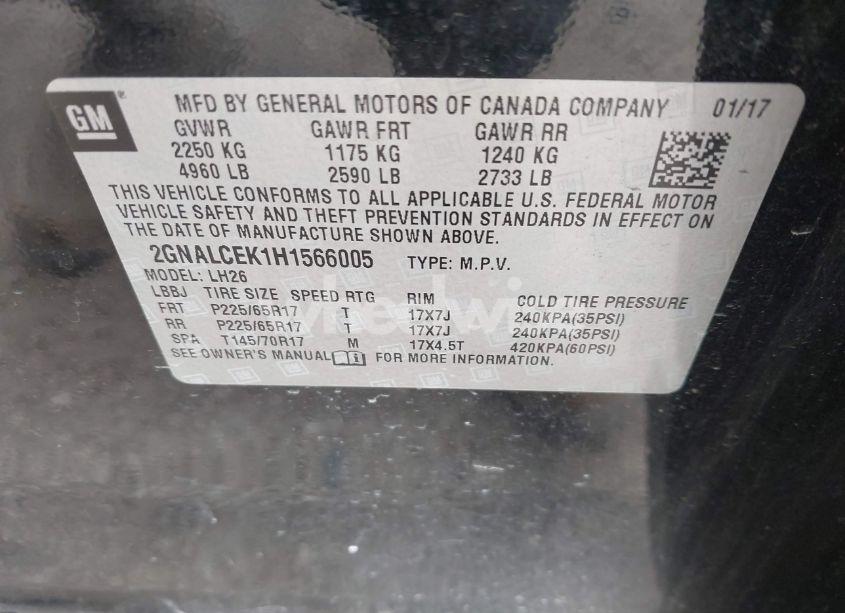 GM® MFD BY GENERAL MOTORS OF CANADA COMPANY 01/17
GVWR GAWR FRT GAWR RR
2250 KG 1175 KG 1240 KG
4960 LB 2590 LB 2733 LB
THIS VEHICLE CONFORMS TO ALL APPLICABLE U.S. FEDERAL MOTOR
VEHICLE SAFETY AND THEFT PREVENTION STANDARDS IN EFFECT ON
THE DATE OF MANUFACTURE SHOWN ABOVE.
2GNALCEK1H1566005 TYPE: M.P.V.
MODEL: LH26
LBBJ TIRE SIZE SPEED RTG RIM COLD TIRE PRESSURE
FRT P225/65R17 T 17X7J 240KPA(35PSI)
RR P225/65R17 T 17X7J 240KPA(35PSI)
SPA T145/70R17 M 17X4.5T 420KPA(60PSI)
SEE OWNER'S MANUAL FOR MORE INFORMATION.